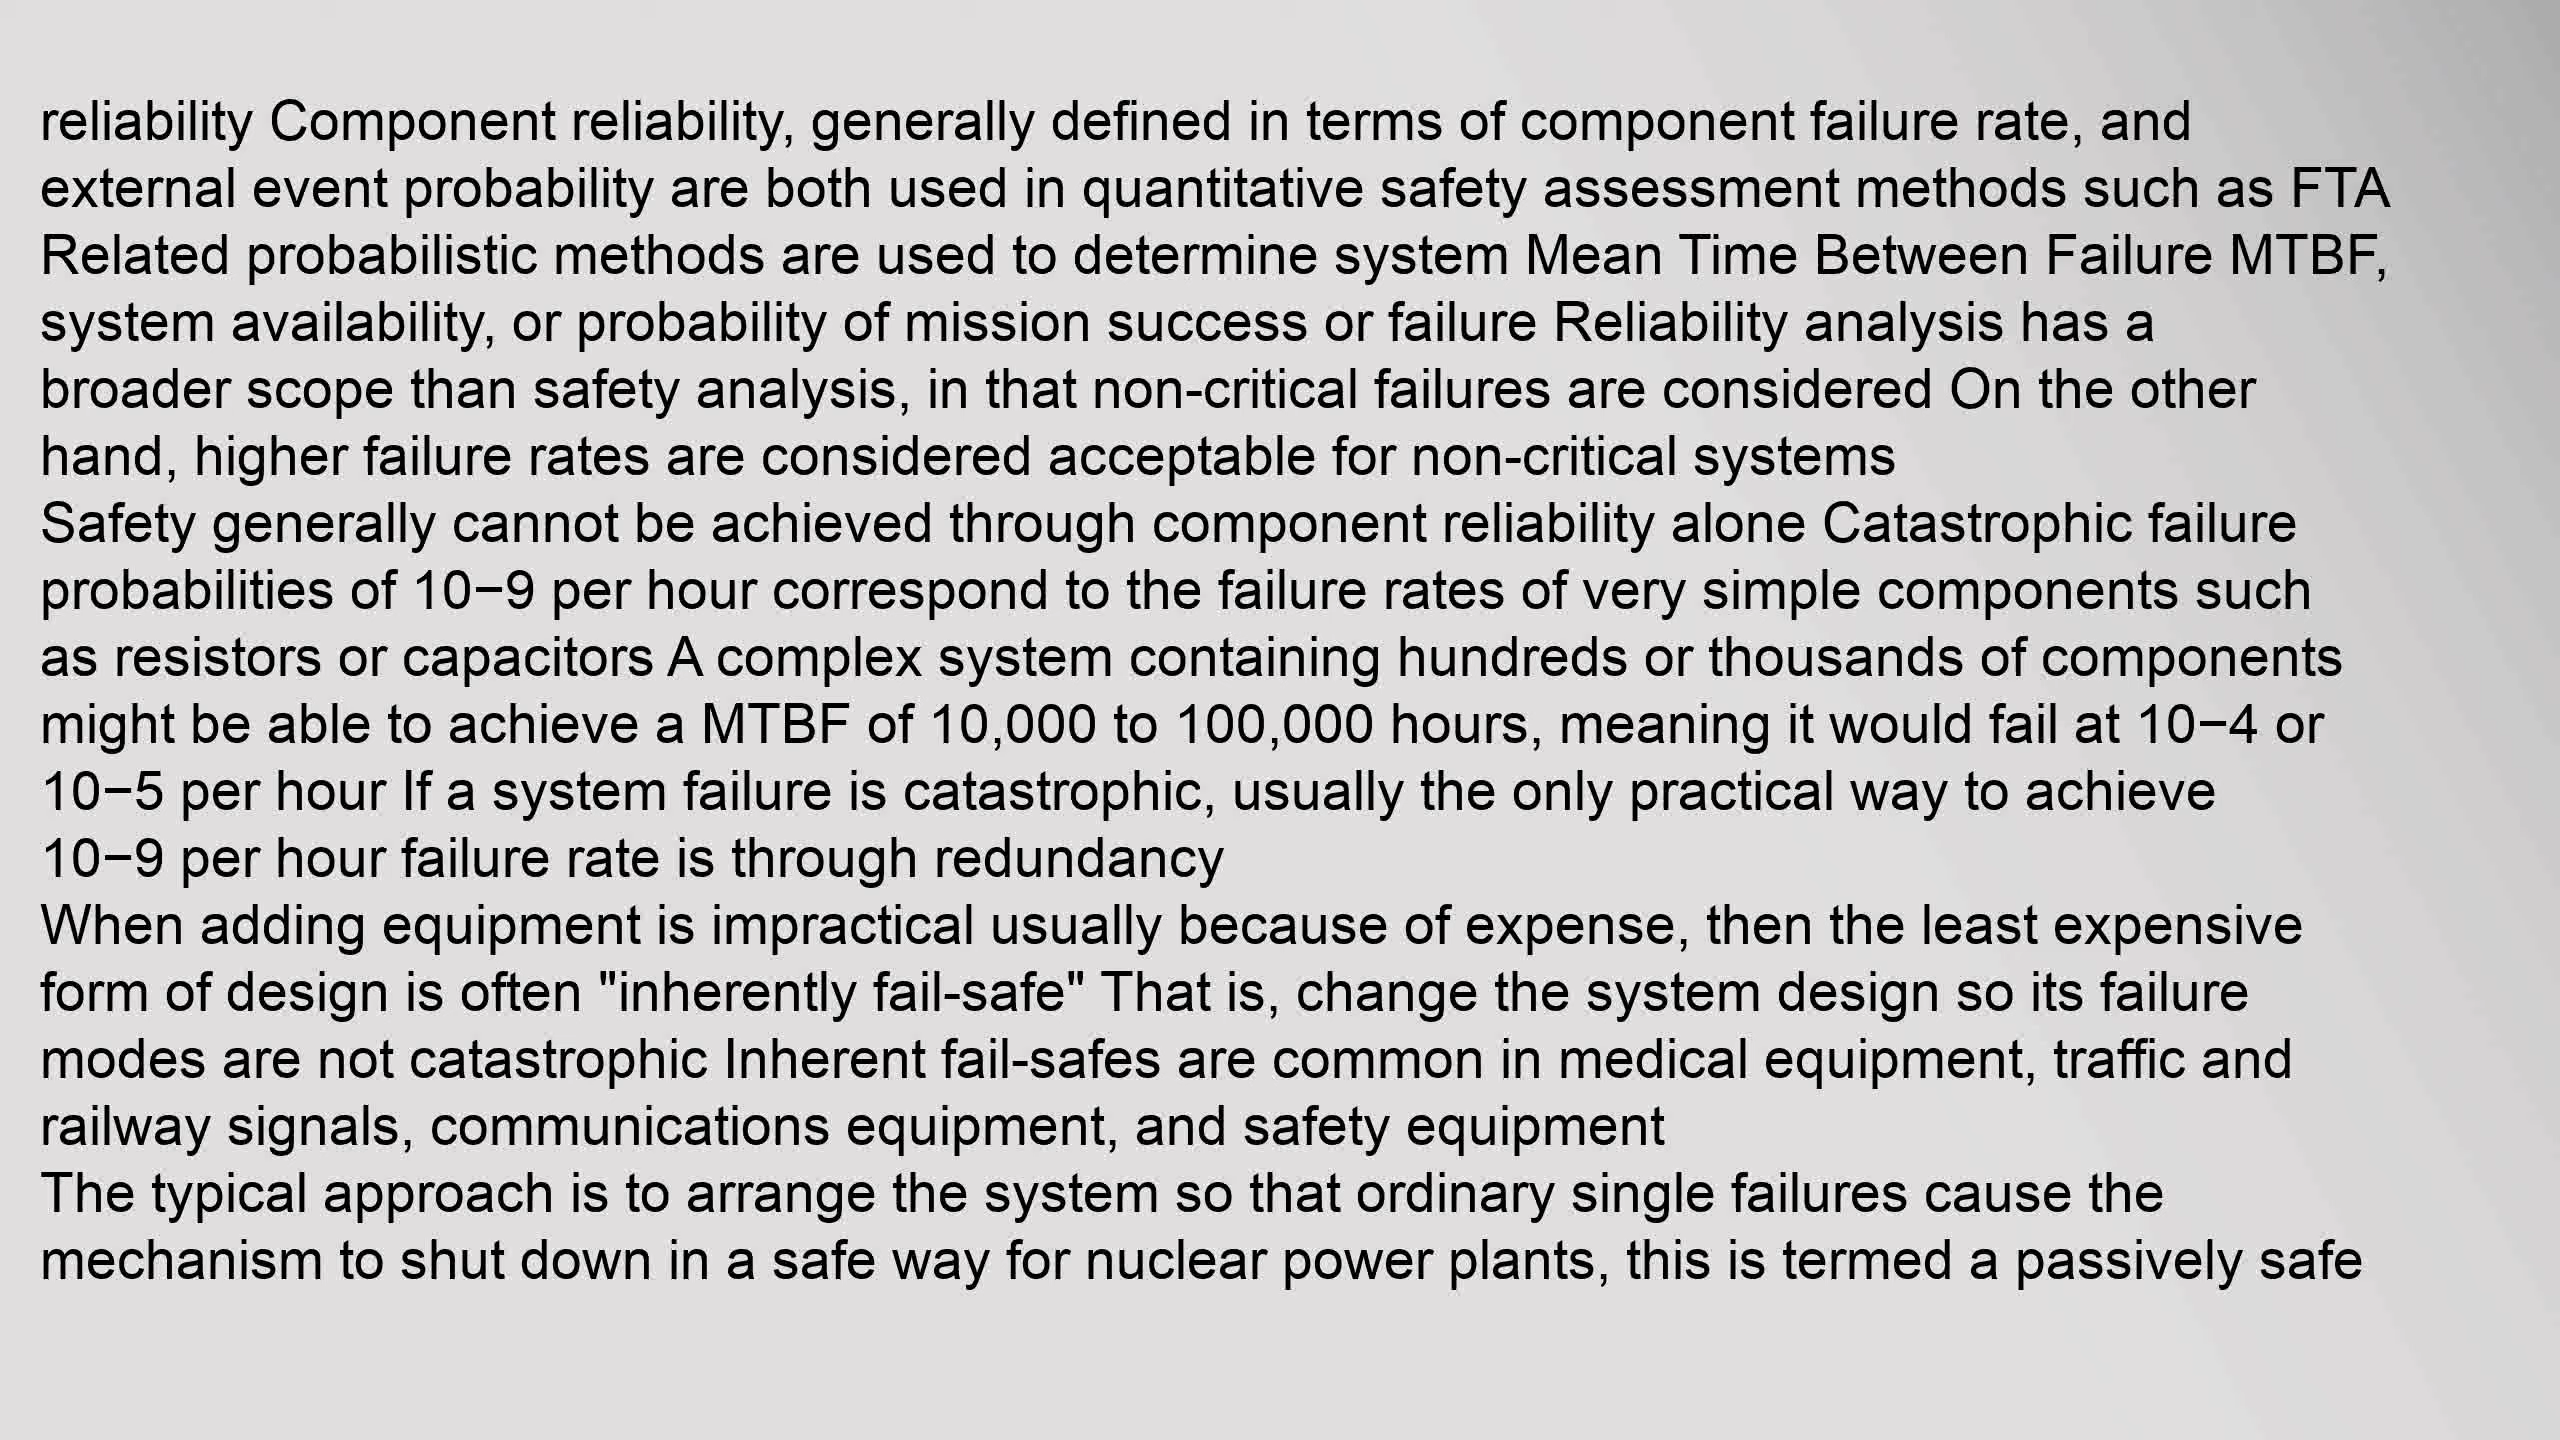 reliability Component reliability, generally defined in terms of component failure rate, and
external event probability are both used in quantitative safety assessment methods such as FTA
Related probabilistic methods are used to determine system Mean Time Between Failure MTBF,
system availability, or probability of mission success or failure Reliability analysis has a
broader scope than safety analysis, in that non-critical failures are considered On the other
hand, higher failure rates are considered acceptable for non-critical systems
Safety generally cannot be achieved through component reliability alone Catastrophic failure
probabilities of 10−9 per hour correspond to the failure rates of very simple components such
as resistors or capacitors A complex system containing hundreds or thousands of components
might be able to achieve a MTBF of 10,000 to 100,000 hours, meaning it would fail at 10−4 or
10−5 per hour If a system failure is catastrophic, usually the only practical way to achieve
10−9 per hour failure rate is through redundancy
When adding equipment is impractical usually because of expense, then the least expensive
form of design is often "inherently fail-safe" That is, change the system design so its failure
modes are not catastrophic Inherent fail-safes are common in medical equipment, traffic and
railway signals, communications equipment, and safety equipment
The typical approach is to arrange the system so that ordinary single failures cause the
mechanism to shut down in a safe way for nuclear power plants, this is termed a passively safe